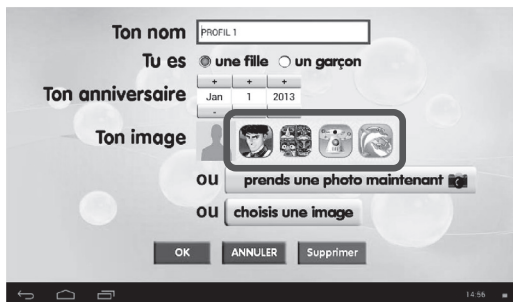 Ton nom PROFIL 1
Tu es une fille un garçon
+ + +
Ton anniversaire Jan 1 2013
-
Ton image
ou prends une photo maintenant
ou choisis une image
OK ANNULER Supprimer
14:56